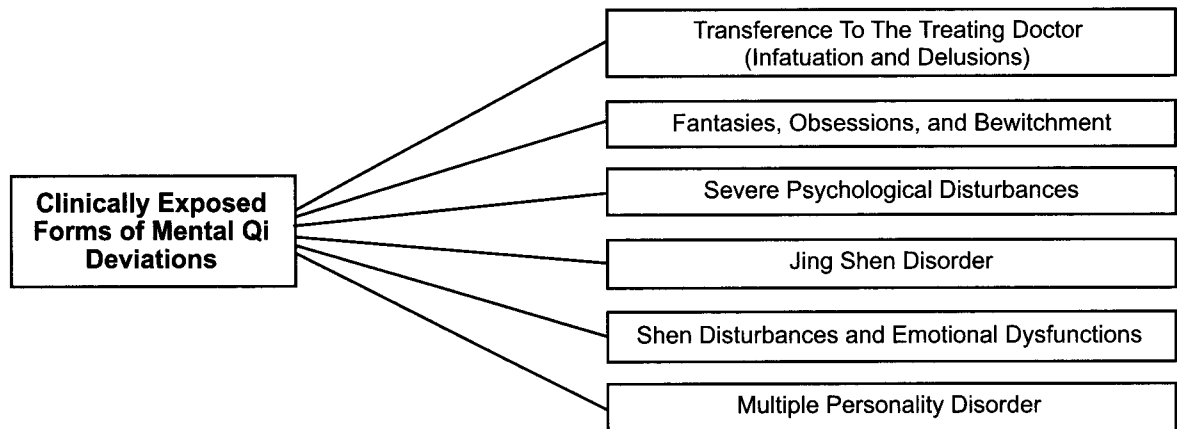 Clinically Exposed
Forms of Mental Qi
Deviations
Transference To The Treating Doctor
(Infatuation and Delusions)
Fantasies, Obsessions, and Bewitchment
Severe Psychological Disturbances
Jing Shen Disorder
Shen Disturbances and Emotional Dysfunctions
Multiple Personality Disorder